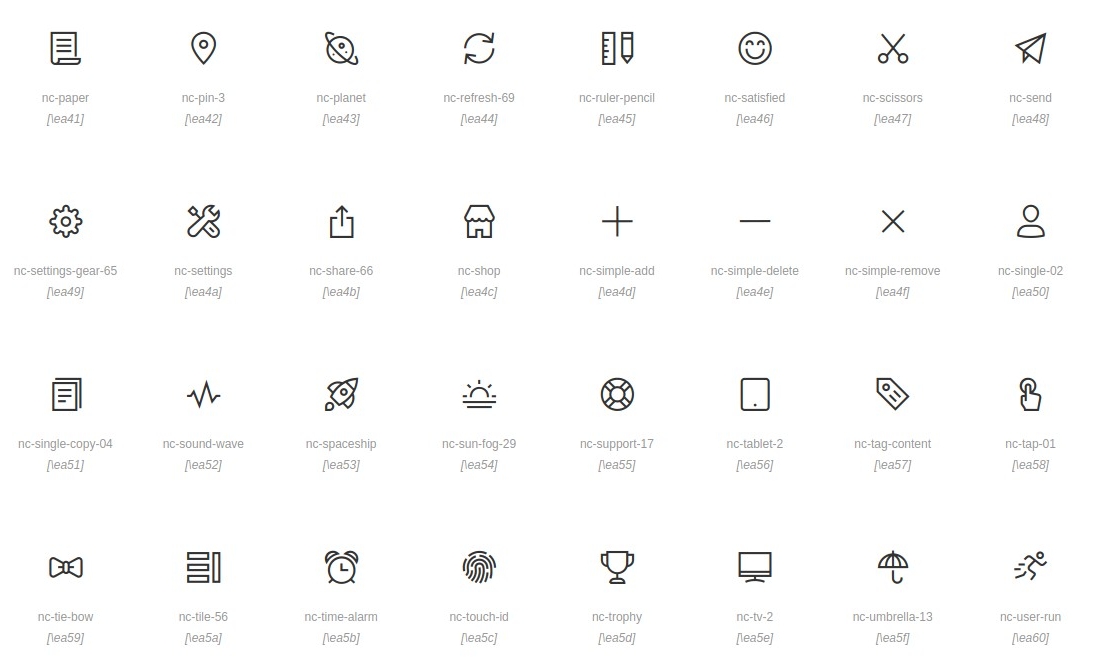 nc-paper nc-pin-3 nc-planet nc-refresh-69 nc-ruler-pencil nc-satisfied nc-scissors nc-send
[\ea41] [\ea42] [\ea43] [\ea44] [\ea45] [\ea46] [\ea47] [\ea48]
nc-settings-gear-65 nc-settings nc-share-66 nc-shop nc-simple-add nc-simple-delete nc-simple-remove nc-single-02
[\ea49] [\ea4a] [\ea4b] [\ea4c] [\ea4d] [\ea4e] [\ea4f] [\ea50]
nc-single-copy-04 nc-sound-wave nc-spaceship nc-sun-fog-29 nc-support-17 nc-tablet-2 nc-tag-content nc-tap-01
[\ea51] [\ea52] [\ea53] [\ea54] [\ea55] [\ea56] [\ea57] [\ea58]
nc-tie-bow nc-tile-56 nc-time-alarm nc-touch-id nc-trophy nc-tv-2 nc-umbrella-13 nc-user-run
[\ea59] [\ea5a] [\ea5b] [\ea5c] [\ea5d] [\ea5e] [\ea5f] [\ea60]